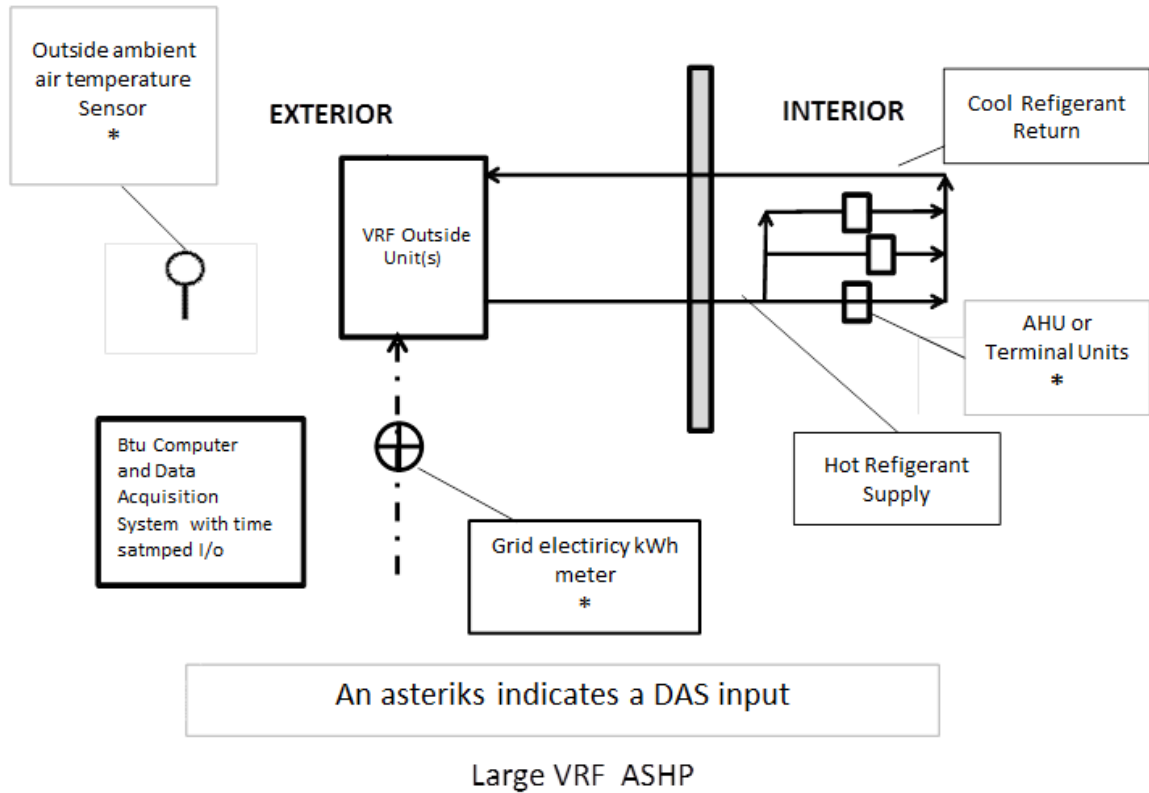 Outside ambient
air temperature
Sensor
*
EXTERIOR
INTERIOR
Cool Refigerant
Return
VRF Outside
Unit(s)
AHU or
Terminal Units
*
Hot Refigerant
Supply
Btu Computer
and Data
Acquisition
System with time
satmped I/o
Grid electiricy kWh
meter
*
An asteriks indicates a DAS input
Large VRF ASHP